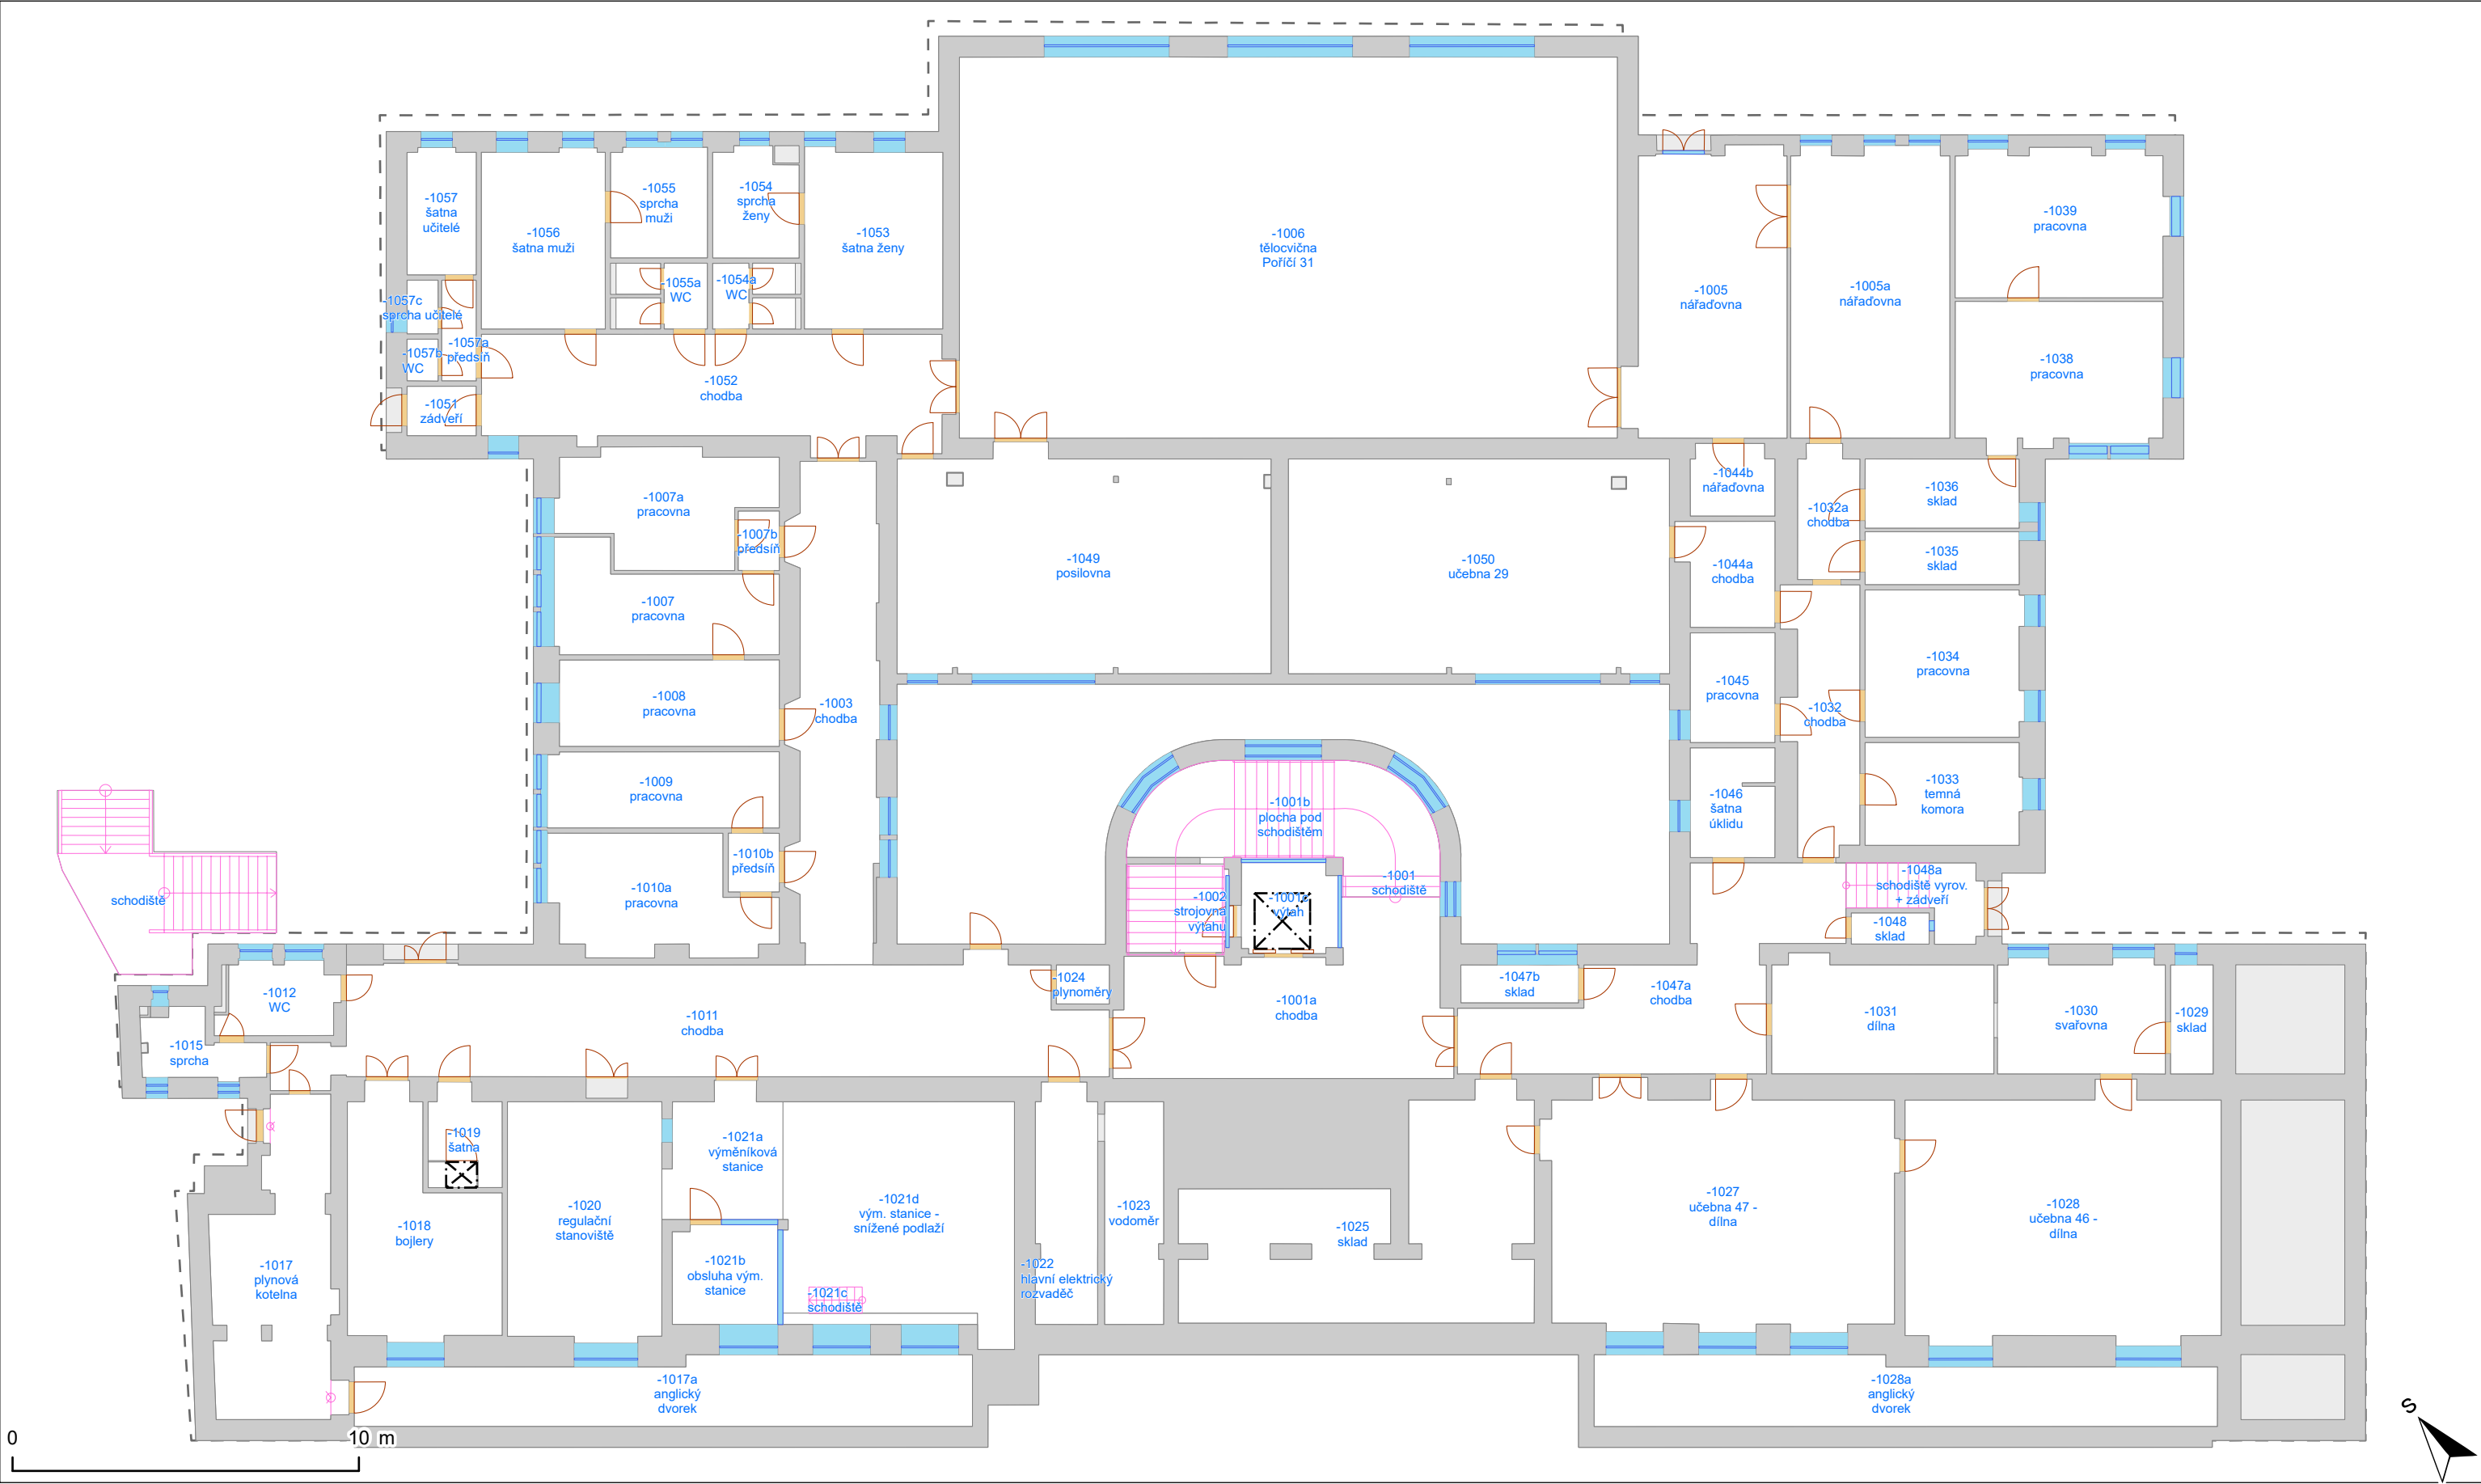 -1057
šatna
učitelé
-1056
šatna muži
-1055
sprcha
muži
-1054
sprcha
ženy
-1053
šatna ženy
-1006
tělocvična
Poříčí 31
-1005
nářaďovna
-1005a
nářaďovna
-1039
pracovna
-1038
pracovna
-1057c
sprcha učitelé
-1055a
WC
-1054a
WC
-1057b
WC
-1057a
předsíň
-1052
chodba
-1051
zádveří
-1007a
pracovna
-1007b
předsíň
-1007
pracovna
-1008
pracovna
-1009
pracovna
-1010b
předsíň
-1010a
pracovna
-1003
chodba
-1049
posilovna
-1050
učebna 29
-1044b
nářaďovna
-1044a
chodba
-1045
pracovna
-1046
šatna
úklidu
-1032a
chodba
-1032
chodba
-1036
sklad
-1035
sklad
-1034
pracovna
-1033
temná
komora
-1001b
plocha pod
schodištěm
-1001
schodiště
-1002
strojovna
výtahu
-1001c
výtah
-1048a
schodiště vyrov.
+ zádveří
-1048
sklad
schodiště
-1012
WC
-1015
sprcha
-1011
chodba
-1024
plynoměry
-1001a
chodba
-1047b
sklad
-1047a
chodba
-1031
dílna
-1030
svařovna
-1029
sklad
-1019
šatna
-1018
bojlery
-1017
plynová
kotelna
-1020
regulační
stanoviště
-1021a
výměníková
stanice
-1021b
obsluha vým.
stanice
-1021d
vým. stanice -
snížené podlaží
-1021c
schodiště
-1022
hlavní elektrický
rozvaděč
-1023
vodoměr
-1025
sklad
-1027
učebna 47 -
dílna
-1028
učebna 46 -
dílna
-1017a
anglický
dvorek
-1028a
anglický
dvorek
0 10 m
S